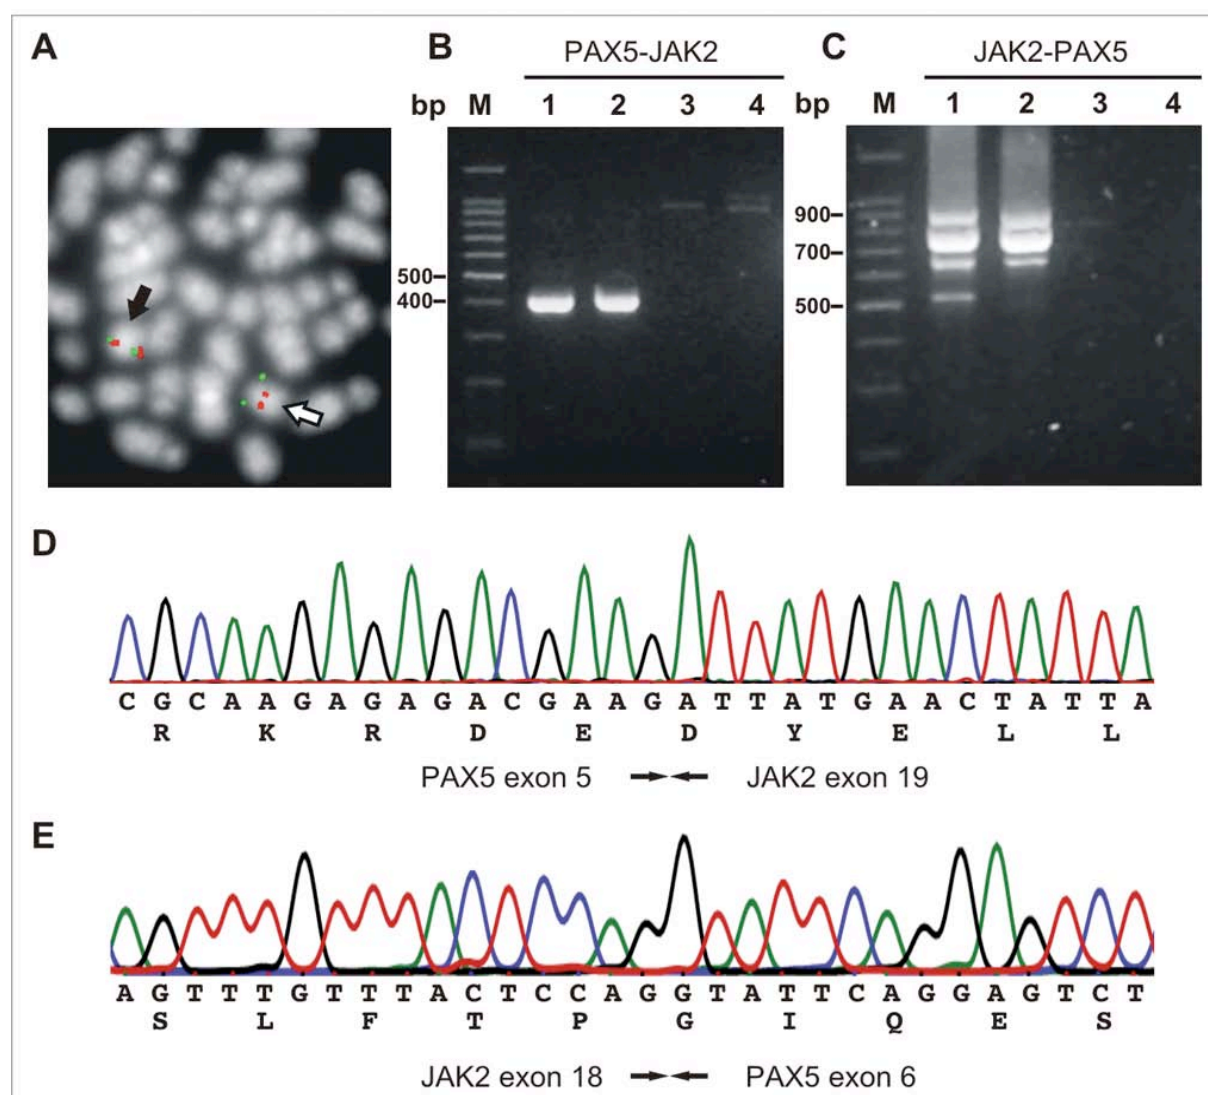 A
B
PAX5-JAK2
bp M 1 2 3 4
500
400
C
JAK2-PAX5
bp M 1 2 3 4
900
700
500
D
C G C A A G A G A G A C G A A G A T T A T G A A C T A T T A
R K R D E D Y E L L
PAX5 exon 5 JAK2 exon 19
E
A G T T T G T T T A C T C C A G G T A T T C A G G A G T C T
S L F T P G I Q E S
JAK2 exon 18 PAX5 exon 6